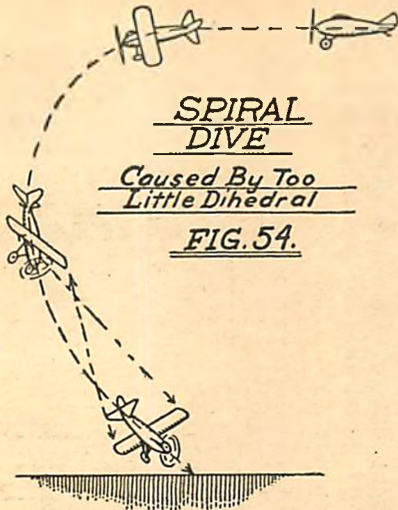 SPIRAL
DIVE
Caused By Too
Little Dihedral
FIG. 54.